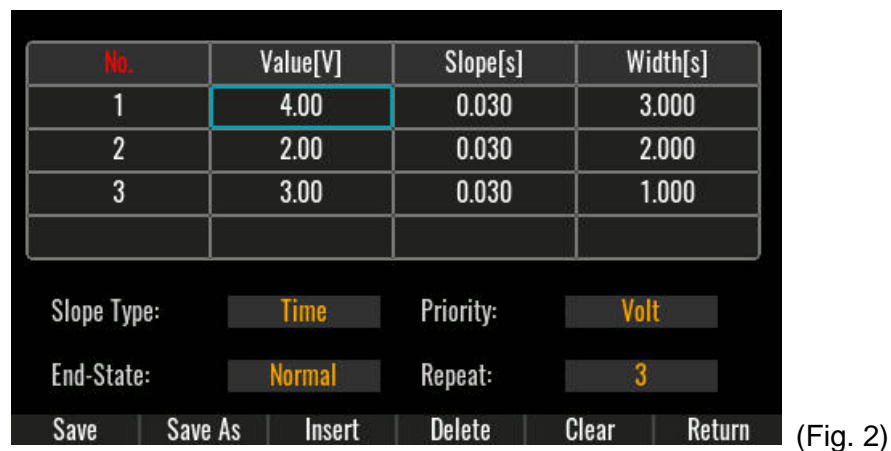 No. Value[V] Slope[s] Width[s]
1 4.00 0.030 3.000
2 2.00 0.030 2.000
3 3.00 0.030 1.000
Slope Type: Time Priority: Volt
End-State: Normal Repeat: 3
Save Save As Insert Delete Clear Return
(Fig. 2)